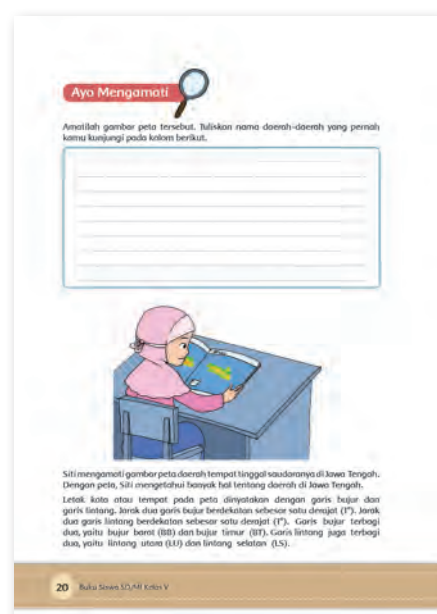 Ayo Mengamati
Amatilah gambar peta tersebut. Tuliskan nama daerah-daerah yang pernah
kamu kunjungi pada kolom berikut.
Siti mengamati gambar peta daerah tempat tinggal saudaranya di Jawa Tengah.
Dengan peta, Siti mengetahui banyak hal tentang daerah di Jawa Tengah.
Letak kota atau tempat pada peta dinyatakan dengan garis bujur dan
garis lintang. Jarak dua garis bujur berdekatan sebesar satu derajat (1°). Jarak
dua garis lintang berdekatan sebesar satu derajat (1°). Garis bujur terbagi
dua, yaitu bujur barat (BB) dan bujur timur (BT). Garis lintang juga terbagi
dua, yaitu lintang utara (LU) dan lintang selatan (LS).
20 Buku Siswa SD/MI Kelas V